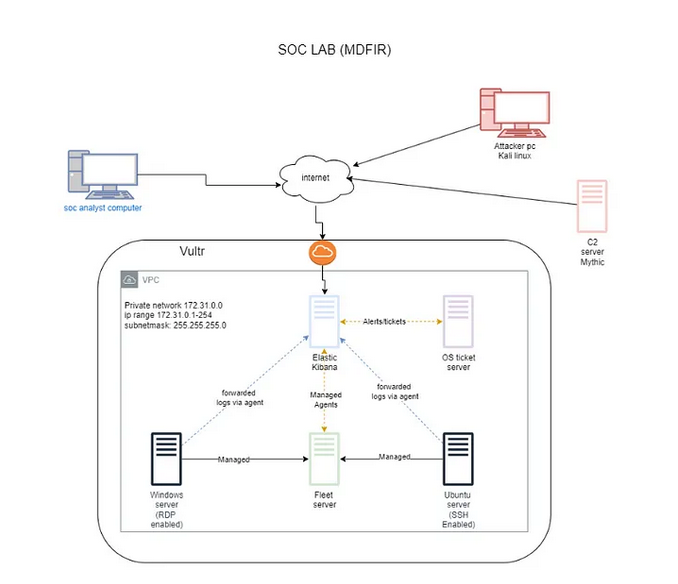 SOC LAB (MDFIR)
Attacker pc
Kali linux
internet
soc analyst computer
C2
server
Mythic
Vultr
VPC
Private network 172.31.0.0
ip range 172.31.0.1-254
subnetmask: 255.255.255.0
Alerts/tickets
Elastic
Kibana
OS ticket
server
forwarded
logs via agent
Managed
Agents
forwarded
logs via agent
Managed
Managed
Windows
server
(RDP
enabled)
Fleet
server
Ubuntu
server
(SSH
Enabled)